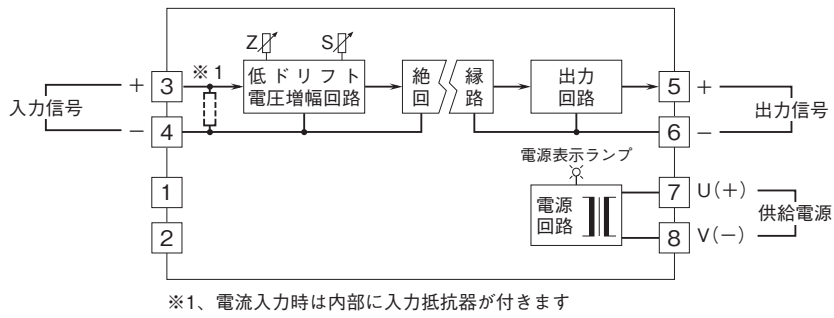 Z S
※1
+ 3 低ドリフト 絶 縁 出力 5 +
電圧増幅回路 回 路 回路
入力信号 出力信号
− 4 6 −
電源表示ランプ
1 7 U(+)
電源
回路 供給電源
2 8 V(−)
※1、電流入力時は内部に入力抵抗器が付きます